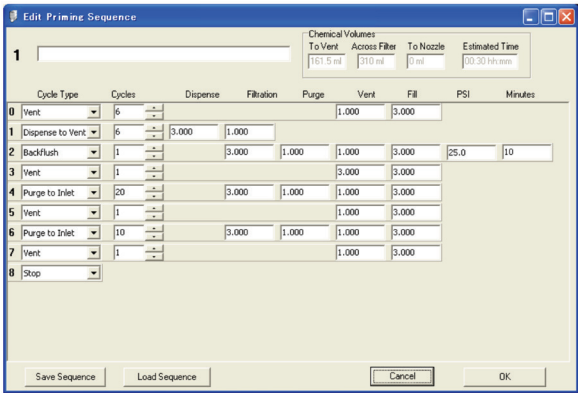 Edit Priming Sequence
Chemical Volumes
To Vent Across Filter To Nozzle Estimated Time
1 161.5 ml 310 ml 0 ml 00:30 hh:mm
Cycle Type Cycles Dispense Filtration Purge Vent Fill PSI Minutes
0 Vent 6 1.000 3.000
1 Dispense to Vent 6 3.000 1.000
2 Backflush 1 3.000 1.000 1.000 3.000 25.0 10
3 Vent 1 3.000 3.000
4 Purge to Inlet 20 3.000 1.000 1.000 3.000
5 Vent 1 1.000 3.000
6 Purge to Inlet 10 3.000 1.000 1.000 3.000
7 Vent 1 1.000 3.000
8 Stop
Save Sequence Load Sequence Cancel OK